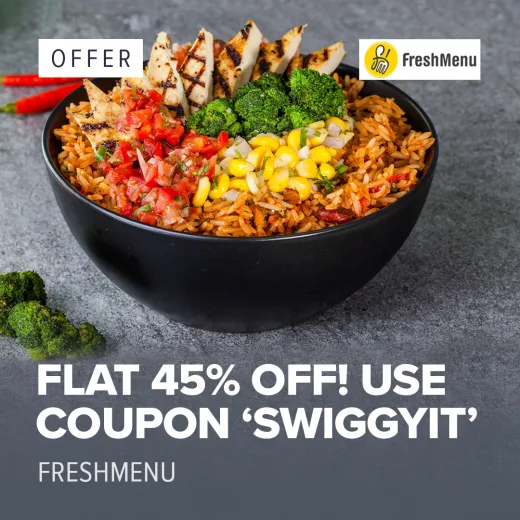 OFFER
FreshMenu
FLAT 45% OFF! USE
COUPON ‘SWIGGYIT’
FRESHMENU